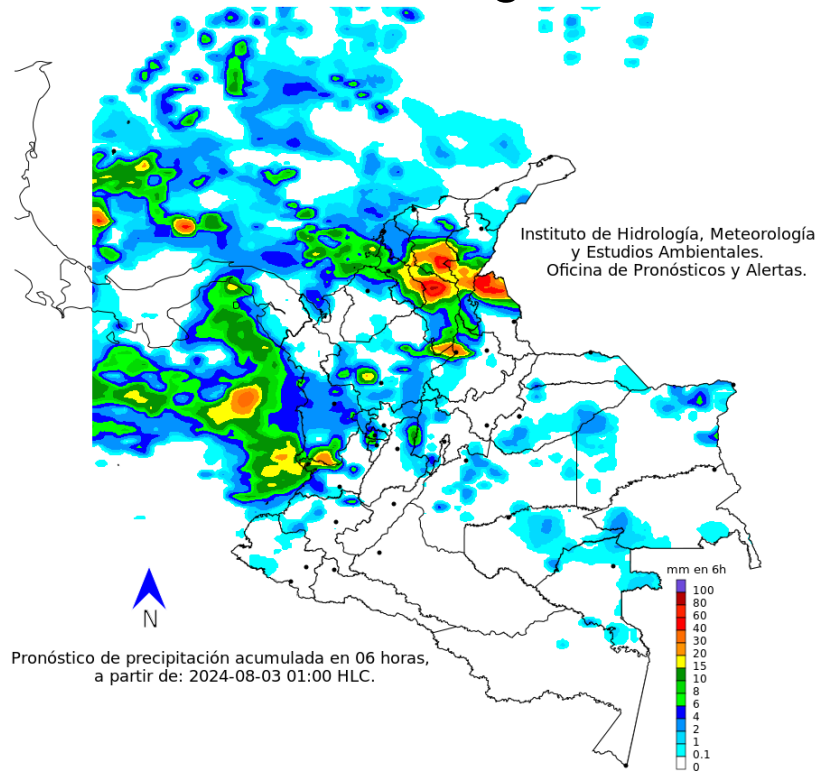 Instituto de Hidrología, Meteorología
y Estudios Ambientales.
Oficina de Pronósticos y Alertas.
N
mm en 6h
100
80
60
40
30
20
15
10
8
6
4
2
1
0.1
0
Pronóstico de precipitación acumulada en 06 horas,
a partir de: 2024-08-03 01:00 HLC.